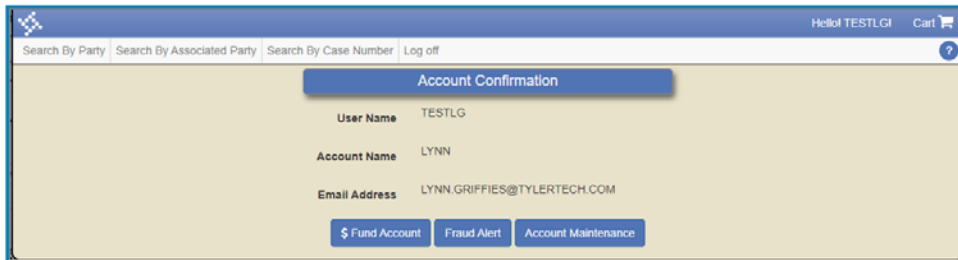 Hello! TESTLG! Cart
Search By Party Search By Associated Party Search By Case Number Log off ?
Account Confirmation
User Name TESTLG
Account Name LYNN
Email Address LYNN.GRIFFIES@TYLERTECH.COM
$ Fund Account Fraud Alert Account Maintenance